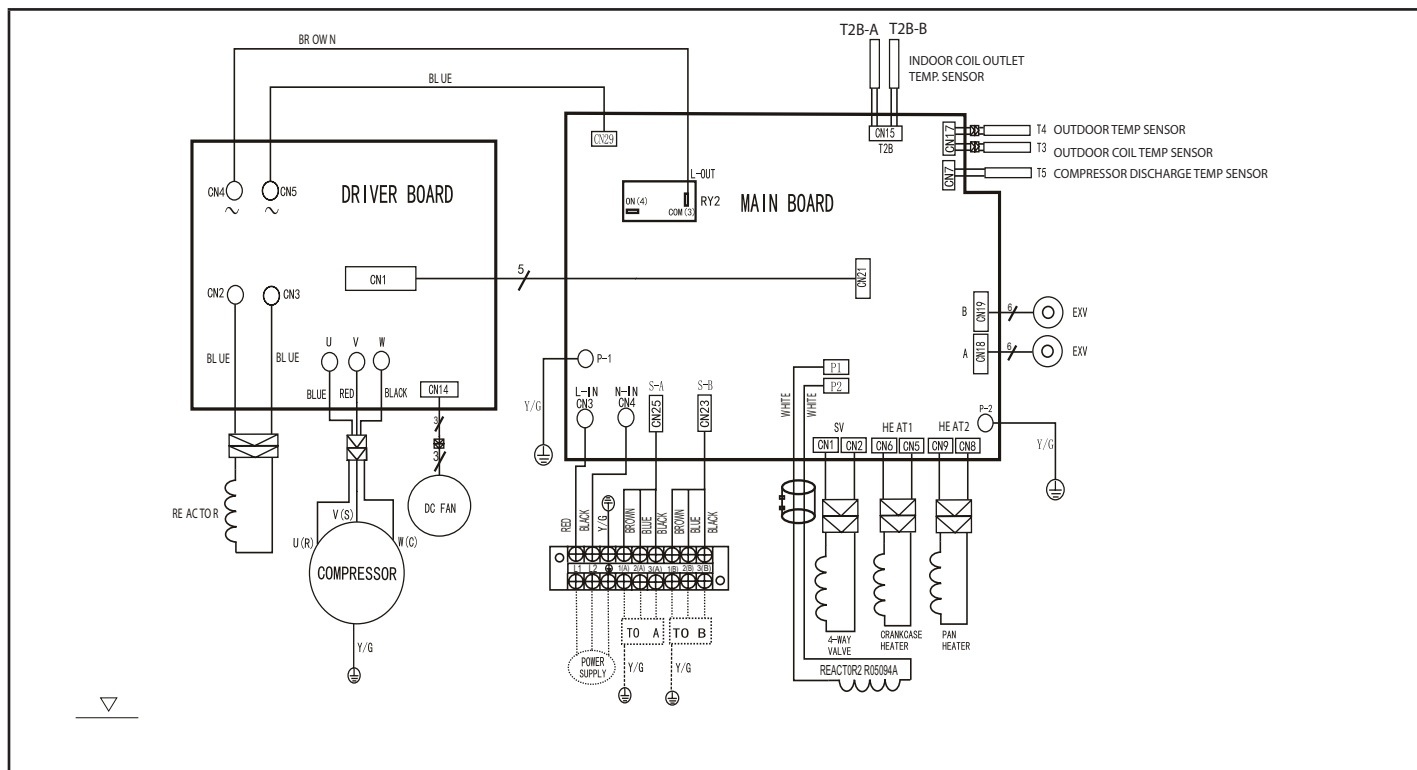 T2B-A T2B-B
BROWN
INDOOR COIL OUTLET
TEMP. SENSOR
BLUE
CN29
CN15
T2B
CN17
T4 OUTDOOR TEMP SENSOR
T3 OUTDOOR COIL TEMP SENSOR
CN7
T5 COMPRESSOR DISCHARGE TEMP SENSOR
L-OUT
CN4 CN5
DRIVER BOARD
ON(4)
COM(3)
RY2
MAIN BOARD
CN1
5
CN21
CN2 CN3
B CN19 6 EXV
A CN18 6 EXV
U V W
BLUE BLUE
BLUE RED BLACK
CN14
P-1
P1
P2
L-IN
CN3
N-IN
CN4
S-A
CN25
S-B
CN23
Y/G
WHITE WHITE
P-2
SV HEAT1 HEAT2
CN1 CN2 CN6 CN5 CN9 CN8
Y/G
3
3
REACTOR
DC FAN
V(S)
U(R) W(C)
COMPRESSOR
RED BLACK Y/G BROWN BLUE BLACK BROWN BLUE BLACK
L1 L2 1(A) 2(A) 3(A) 1(B) 2(B) 3(B)
TO A TO B
4-WAY
VALVE
CRANKCASE
HEATER
PAN
HEATER
Y/G
POWER
SUPPLY
Y/G Y/G
REACTOR2 R05094A